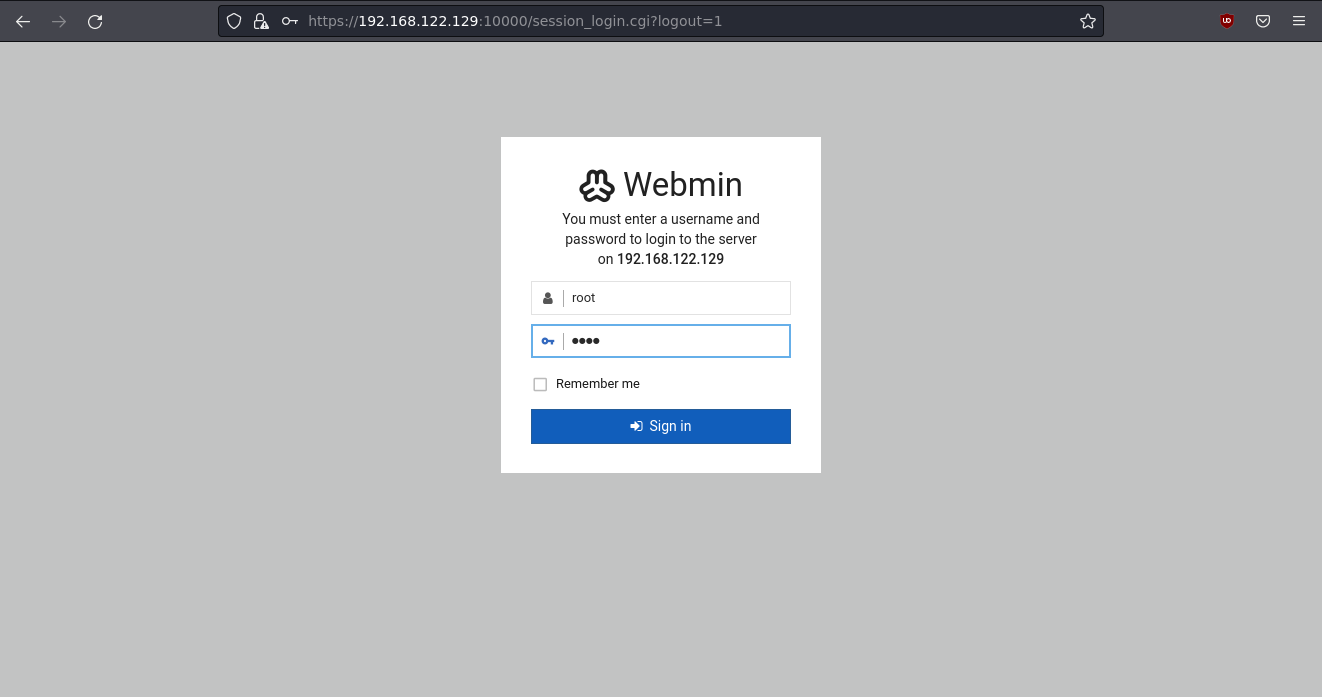 https://192.168.122.129:10000/session_login.cgi?logout=1
Webmin
You must enter a username and
password to login to the server
on 192.168.122.129
root
••••
Remember me
Sign in